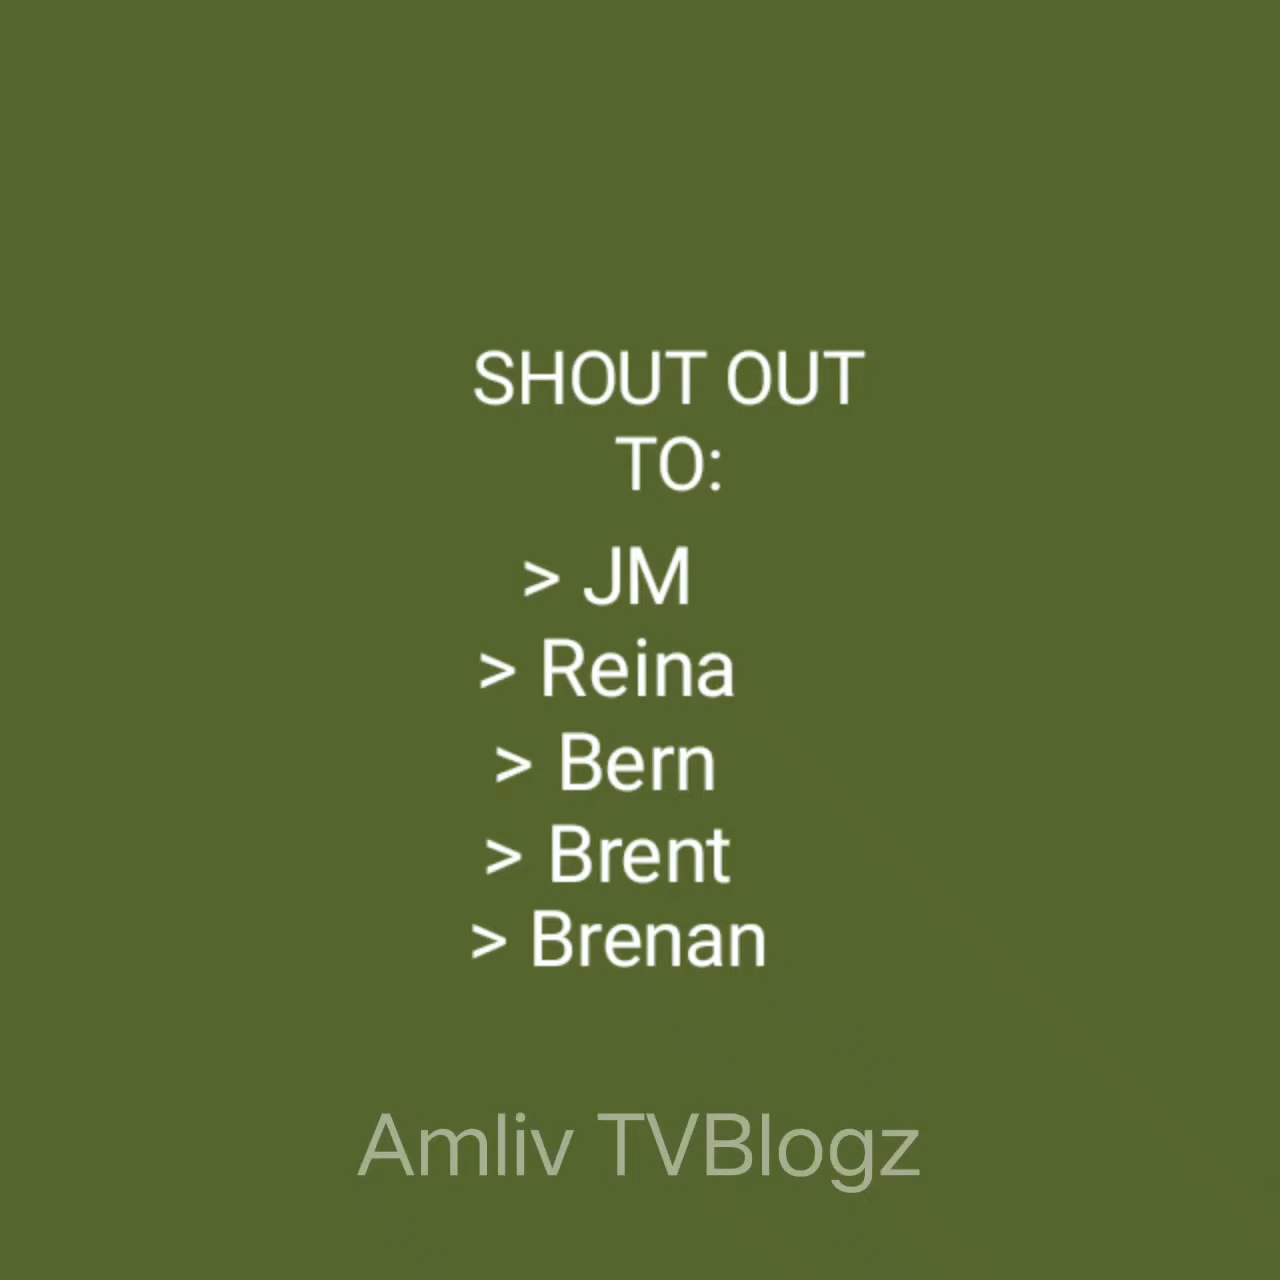 SHOUT OUT
TO:
> JM
> Reina
> Bern
> Brent
> Brenan
Amliv TVBlogz